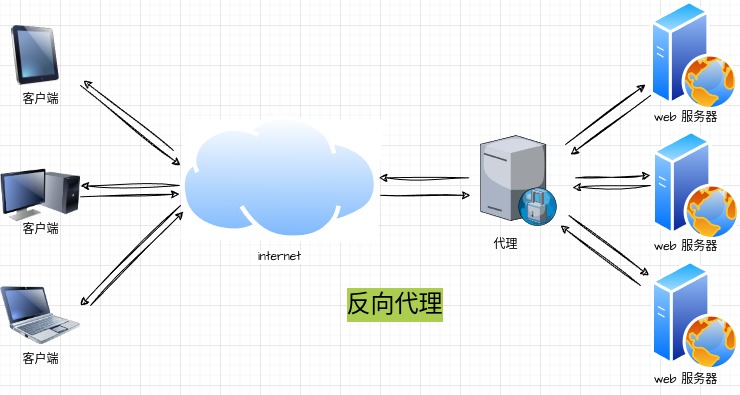 客户端
web 服务器
客户端
internet
代理
web 服务器
反向代理
客户端
web 服务器